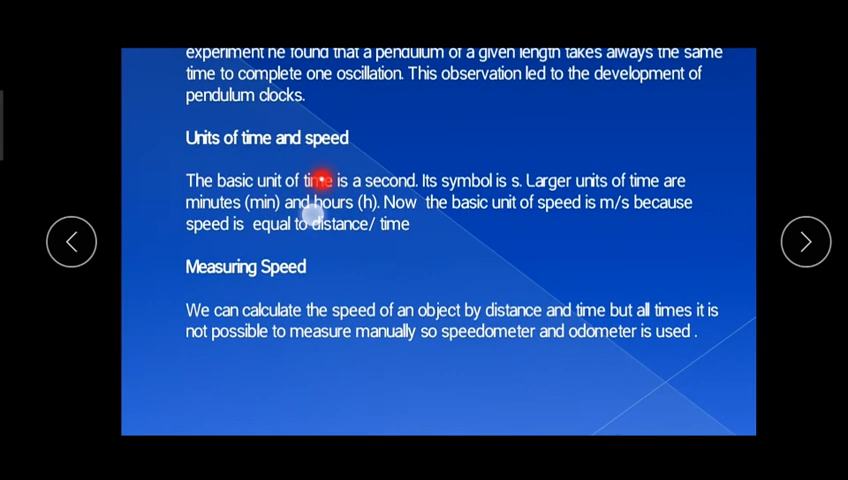 experiment he found that a pendulum of a given length takes always the same
time to complete one oscillation. This observation led to the development of
pendulum clocks.
Units of time and speed
The basic unit of time is a second. Its symbol is s. Larger units of time are
minutes (min) and hours (h). Now the basic unit of speed is m/s because
speed is equal to distance/ time
Measuring Speed
We can calculate the speed of an object by distance and time but all times it is
not possible to measure manually so speedometer and odometer is used .